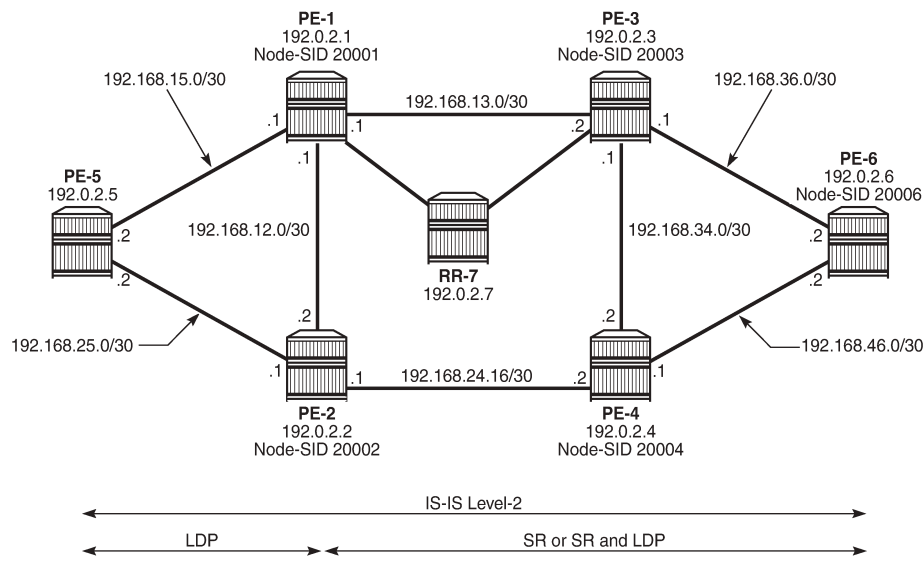 PE-1
192.0.2.1
Node-SID 20001
PE-3
192.0.2.3
Node-SID 20003
192.168.15.0/30
192.168.13.0/30
192.168.36.0/30
.1
.1
.2
.1
.1
.1
PE-5
192.0.2.5
PE-6
192.0.2.6
Node-SID 20006
192.168.12.0/30
192.168.34.0/30
.2
.2
RR-7
192.0.2.7
.2
.2
192.168.25.0/30
.2
.2
192.168.46.0/30
.1
.1
192.168.24.16/30
.2
.1
PE-2
192.0.2.2
Node-SID 20002
PE-4
192.0.2.4
Node-SID 20004
IS-IS Level-2
LDP
SR or SR and LDP